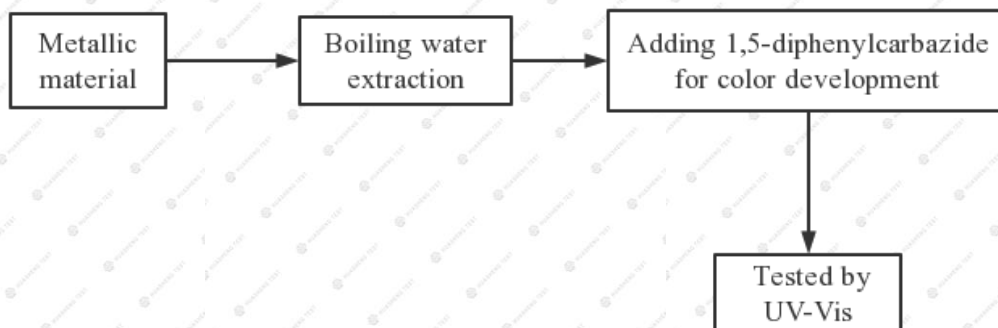 Metallic
material
Boiling water
extraction
Adding 1,5-diphenylcarbazide
for color development
Tested by
UV-Vis